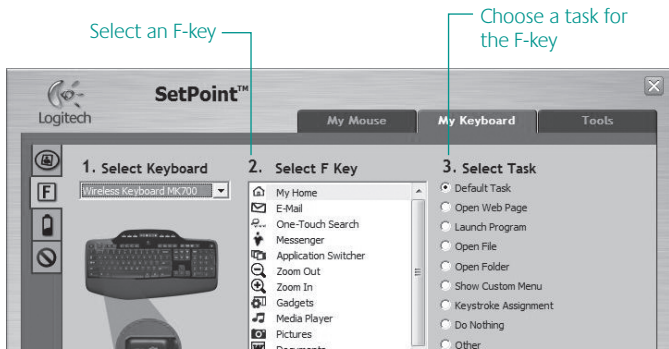 Select an F-key
Choose a task for
the F-key
Logitech
SetPoint™
My Mouse
My Keyboard
Tools
1. Select Keyboard
Wireless Keyboard MK700
2. Select F Key
My Home
E-Mail
One-Touch Search
Messenger
Application Switcher
Zoom Out
Zoom In
Gadgets
Media Player
Pictures
Documents
3. Select Task
Default Task
Open Web Page
Launch Program
Open File
Open Folder
Show Custom Menu
Keystroke Assignment
Do Nothing
Other